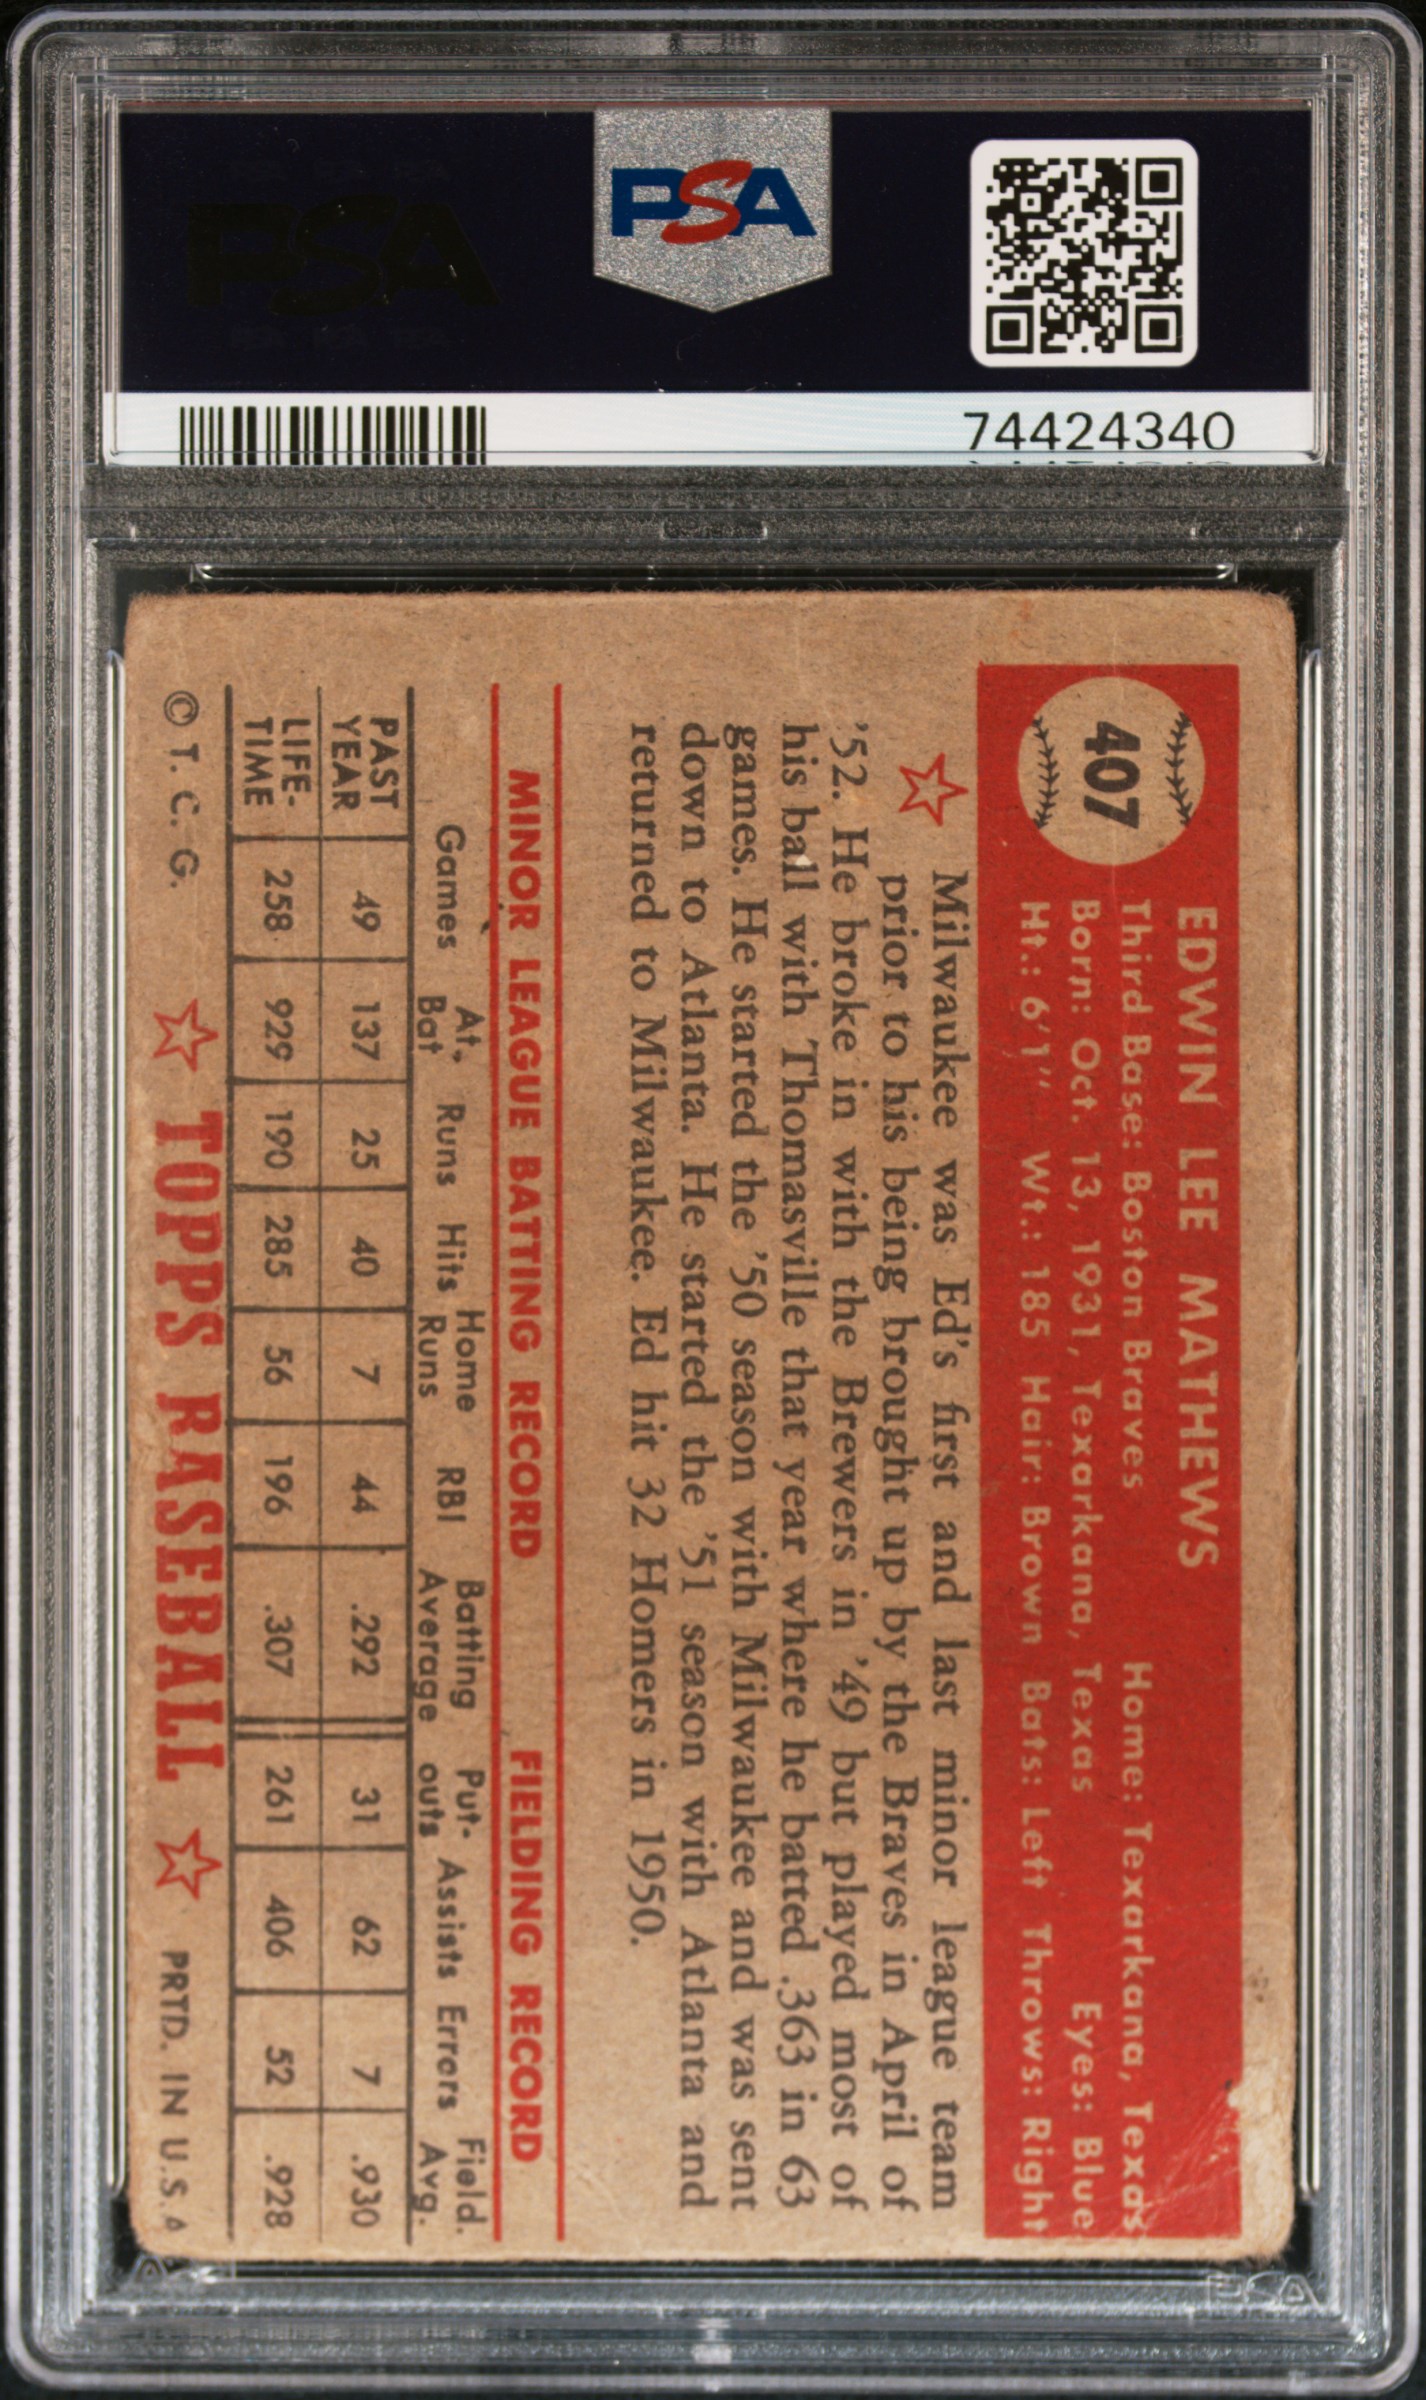 PSA
PSA
74424340
407
EDWIN LEE MATHEWS
Third Base: Boston Braves Home: Texarkana, Texas
Born: Oct. 13, 1931, Texarkana, Texas Eyes: Blue
Ht.: 6'1" Wt.: 185 Hair: Brown Bats: Left Throws: Right
Milwaukee was Ed's first and last minor league team
prior to his being brought up by the Braves in April of
'52. He broke in with the Brewers in '49 but played most of
his ball with Thomasville that year where he batted .363 in 63
games. He started the '50 season with Milwaukee and was sent
down to Atlanta. He started the '51 season with Atlanta and
returned to Milwaukee. Ed hit 32 Homers in 1950.
MINOR LEAGUE BATTING RECORD FIELDING RECORD
Games At Bat Runs Hits Home Runs RBI Batting Average Put-outs Assists Errors Field. Avg.
PAST YEAR 49 137 25 40 7 44 .292 31 62 7 .930
LIFE-TIME 258 929 190 285 56 196 .307 261 406 52 .928
© T. C. G. ☆ TOPPS BASEBALL ☆ PRTD. IN U.S.A
PSA